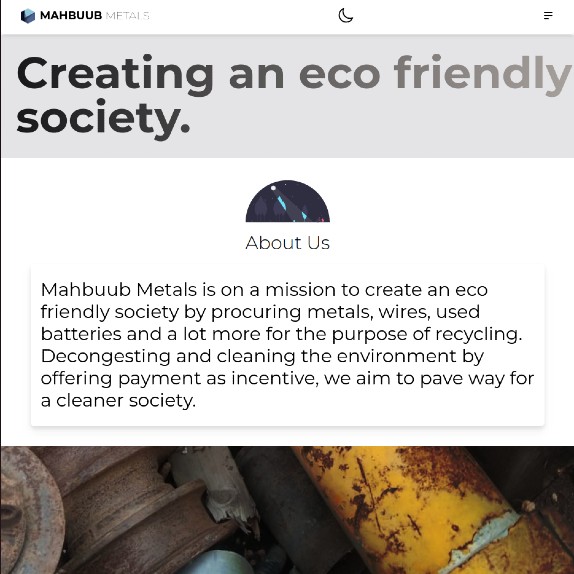 MAHBUUB METALS
Creating an eco friendly
society.
About Us
Mahbuub Metals is on a mission to create an eco
friendly society by procuring metals, wires, used
batteries and a lot more for the purpose of recycling.
Decongesting and cleaning the environment by
offering payment as incentive, we aim to pave way for
a cleaner society.